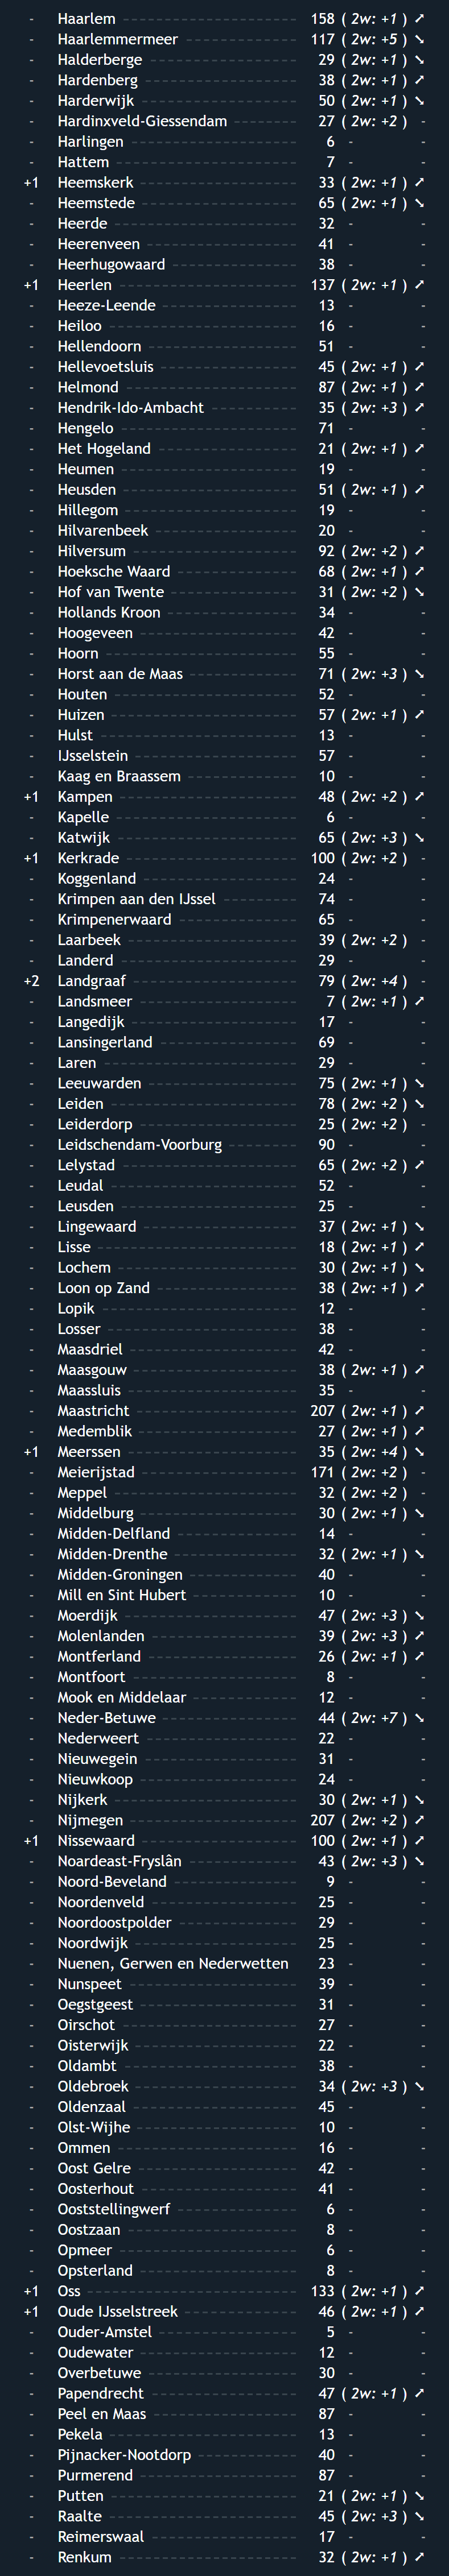 - Haarlem 158 ( 2w: +1 ) ➚
- Haarlemmermeer 117 ( 2w: +5 ) ➘
- Halderberge 29 ( 2w: +1 ) ➘
- Hardenberg 38 ( 2w: +1 ) ➚
- Harderwijk 50 ( 2w: +1 ) ➘
- Hardinxveld-Giessendam 27 ( 2w: +2 ) -
- Harlingen 6 - -
- Hattem 7 - -
+1 Heemskerk 33 ( 2w: +1 ) ➚
- Heemstede 65 ( 2w: +1 ) ➘
- Heerde 32 - -
- Heerenveen 41 - -
- Heerhugowaard 38 - -
+1 Heerlen 137 ( 2w: +1 ) ➚
- Heeze-Leende 13 - -
- Heiloo 16 - -
- Hellendoorn 51 - -
- Hellevoetsluis 45 ( 2w: +1 ) ➚
- Helmond 87 ( 2w: +1 ) ➚
- Hendrik-Ido-Ambacht 35 ( 2w: +3 ) ➚
- Hengelo 71 - -
- Het Hogeland 21 ( 2w: +1 ) ➚
- Heumen 19 - -
- Heusden 51 ( 2w: +1 ) ➚
- Hillegom 19 - -
- Hilvarenbeek 20 - -
- Hilversum 92 ( 2w: +2 ) ➚
- Hoeksche Waard 68 ( 2w: +1 ) ➚
- Hof van Twente 31 ( 2w: +2 ) ➘
- Hollands Kroon 34 - -
- Hoogeveen 42 - -
- Hoorn 55 - -
- Horst aan de Maas 71 ( 2w: +3 ) ➘
- Houten 52 - -
- Huizen 57 ( 2w: +1 ) ➚
- Hulst 13 - -
- IJsselstein 57 - -
- Kaag en Braassem 10 - -
+1 Kampen 48 ( 2w: +2 ) ➚
- Kapelle 6 - -
- Katwijk 65 ( 2w: +3 ) ➘
+1 Kerkrade 100 ( 2w: +2 ) -
- Koggenland 24 - -
- Krimpen aan den IJssel 74 - -
- Krimpenerwaard 65 - -
- Laarbeek 39 ( 2w: +2 ) -
- Landerd 29 - -
+2 Landgraaf 79 ( 2w: +4 ) -
- Landsmeer 7 ( 2w: +1 ) ➚
- Langedijk 17 - -
- Lansingerland 69 - -
- Laren 29 - -
- Leeuwarden 75 ( 2w: +1 ) ➘
- Leiden 78 ( 2w: +2 ) ➘
- Leiderdorp 25 ( 2w: +2 ) -
- Leidschendam-Voorburg 90 - -
- Lelystad 65 ( 2w: +2 ) ➚
- Leudal 52 - -
- Leusden 25 - -
- Lingewaard 37 ( 2w: +1 ) ➘
- Lisse 18 ( 2w: +1 ) ➚
- Lochem 30 ( 2w: +1 ) ➘
- Loon op Zand 38 ( 2w: +1 ) ➚
- Lopik 12 - -
- Losser 38 - -
- Maasdriel 42 - -
- Maasgouw 38 ( 2w: +1 ) ➚
- Maassluis 35 - -
- Maastricht 207 ( 2w: +1 ) ➚
- Medemblik 27 ( 2w: +1 ) ➚
+1 Meerssen 35 ( 2w: +4 ) ➘
- Meierijstad 171 ( 2w: +2 ) -
- Meppel 32 ( 2w: +2 ) -
- Middelburg 30 ( 2w: +1 ) ➘
- Midden-Delfland 14 - -
- Midden-Drenthe 32 ( 2w: +1 ) ➘
- Midden-Groningen 40 - -
- Mill en Sint Hubert 10 - -
- Moerdijk 47 ( 2w: +3 ) ➘
- Molenlanden 39 ( 2w: +3 ) ➚
- Montferland 26 ( 2w: +1 ) ➚
- Montfoort 8 - -
- Mook en Middelaar 12 - -
- Neder-Betuwe 44 ( 2w: +7 ) ➘
- Nederweert 22 - -
- Nieuwegein 31 - -
- Nieuwkoop 24 - -
- Nijkerk 30 ( 2w: +1 ) ➘
- Nijmegen 207 ( 2w: +2 ) ➚
+1 Nissewaard 100 ( 2w: +1 ) ➚
- Noardeast-Fryslân 43 ( 2w: +3 ) ➘
- Noord-Beveland 9 - -
- Noordenveld 25 - -
- Noordoostpolder 29 - -
- Noordwijk 25 - -
- Nuenen, Gerwen en Nederwetten 23 - -
- Nunspeet 39 - -
- Oegstgeest 31 - -
- Oirschot 27 - -
- Oisterwijk 22 - -
- Oldambt 38 - -
- Oldebroek 34 ( 2w: +3 ) ➘
- Oldenzaal 45 - -
- Olst-Wijhe 10 - -
- Ommen 16 - -
- Oost Gelre 42 - -
- Oosterhout 41 - -
- Ooststellingwerf 6 - -
- Oostzaan 8 - -
- Opmeer 6 - -
- Opsterland 8 - -
+1 Oss 133 ( 2w: +1 ) ➚
+1 Oude IJsselstreek 46 ( 2w: +1 ) ➚
- Ouder-Amstel 5 - -
- Oudewater 12 - -
- Overbetuwe 30 - -
- Papendrecht 47 ( 2w: +1 ) ➚
- Peel en Maas 87 - -
- Pekela 13 - -
- Pijnacker-Nootdorp 40 - -
- Purmerend 87 - -
- Putten 21 ( 2w: +1 ) ➘
- Raalte 45 ( 2w: +3 ) ➘
- Reimerswaal 17 - -
- Renkum 32 ( 2w: +1 ) ➚